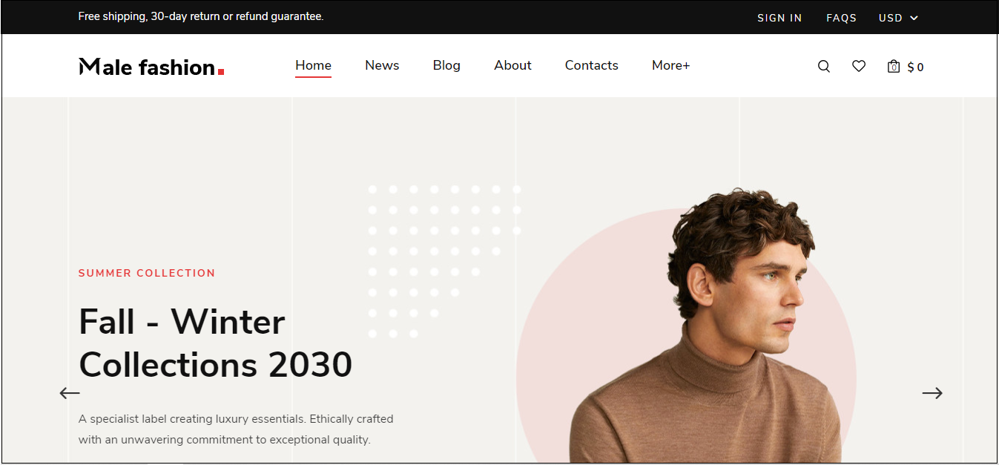 Free shipping, 30-day return or refund guarantee.
SIGN IN FAQS USD
Male fashion.
Home News Blog About Contacts More+
0 $ 0
SUMMER COLLECTION
Fall - Winter
Collections 2030
A specialist label creating luxury essentials. Ethically crafted
with an unwavering commitment to exceptional quality.